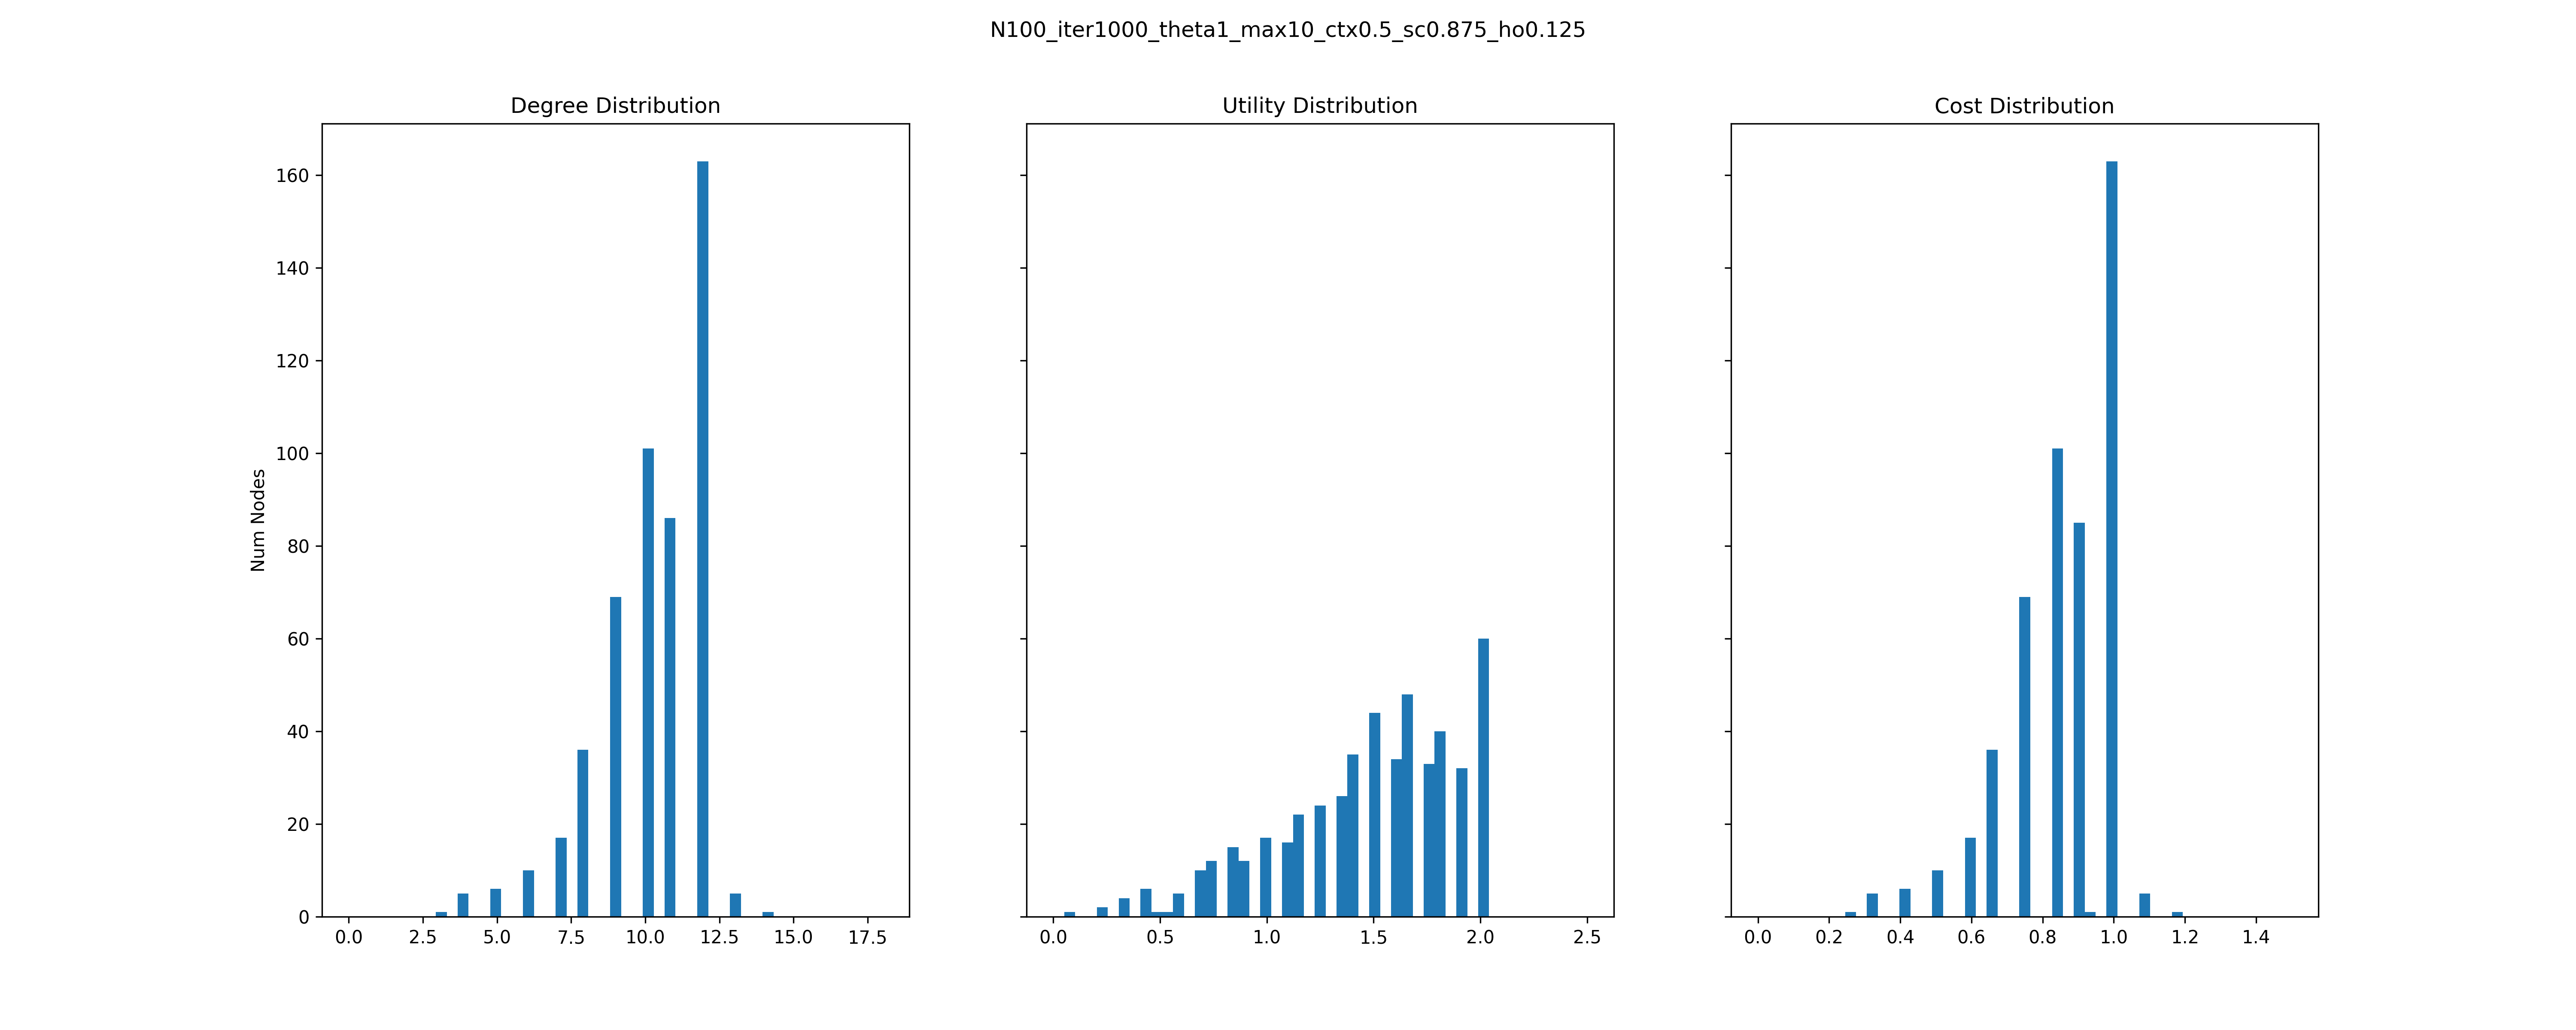 N100_iter1000_theta1_max10_ctx0.5_sc0.875_ho0.125
Degree Distribution
Utility Distribution
Cost Distribution
Num Nodes
160
140
120
100
80
60
40
20
0
0.0 2.5 5.0 7.5 10.0 12.5 15.0 17.5
0.0 0.5 1.0 1.5 2.0 2.5
0.0 0.2 0.4 0.6 0.8 1.0 1.2 1.4